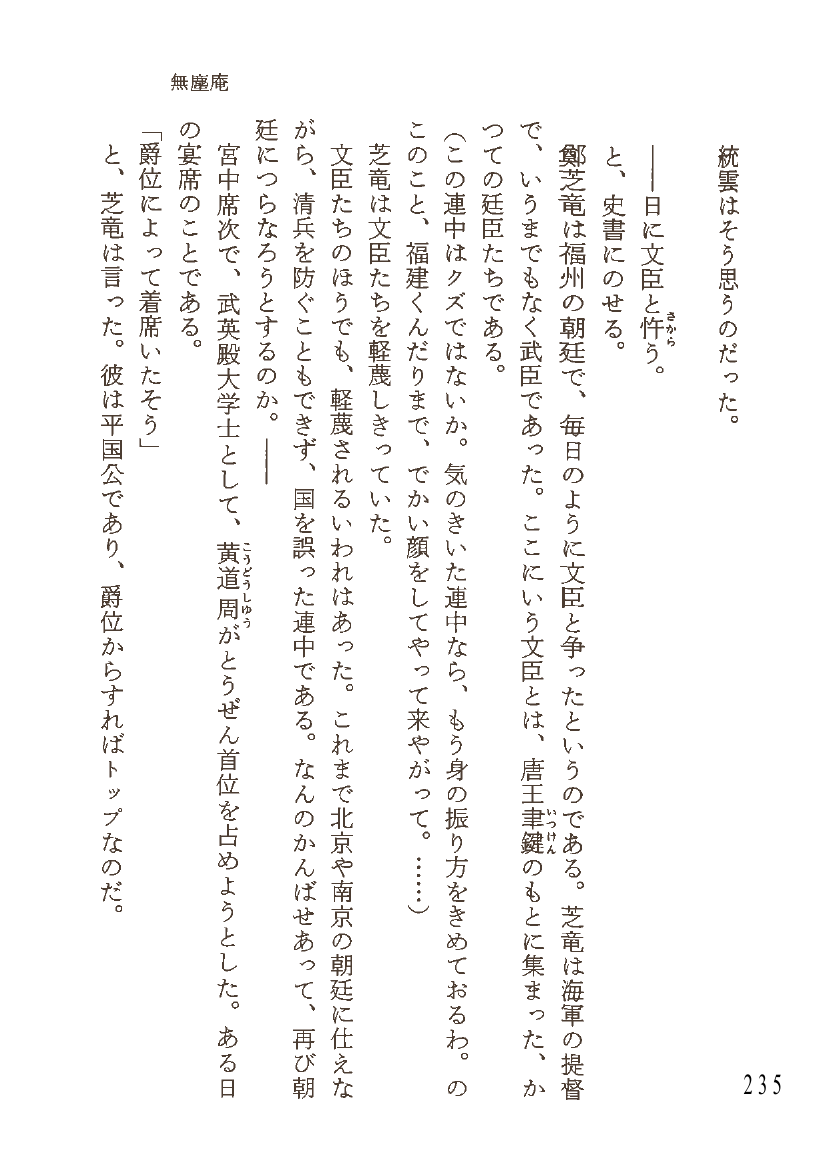 無塵庵
統雲はそう思うのだった。
――日に文臣と忤う。
と、史書にのせる。
鄭芝竜は福州の朝廷で、毎日のように文臣と争ったというのである。芝竜は海軍の提督
で、いうまでもなく武臣であった。ここにいう文臣とは、唐王聿鍵のもとに集まった、か
つての廷臣たちである。
(この連中はクズではないか。気のきいた連中なら、もう身の振り方をきめておるわ。の
このこと、福建くんだりまで、でかい顔をしてやって来やがって。……)
芝竜は文臣たちを軽蔑しきっていた。
文臣たちのほうでも、軽蔑されるいわれはあった。これまで北京や南京の朝廷に仕えな
がら、清兵を防ぐこともできず、国を誤った連中である。なんのかんばせあって、再び朝
廷につらなろうとするのか。――
宮中席次で、武英殿大学士として、黄道周がとうぜん首位を占めようとした。ある日
の宴席のことである。
「爵位によって着席いたそう」
と、芝竜は言った。彼は平国公であり、爵位からすればトップなのだ。
さから
いつけん
こうどうしゆう
235